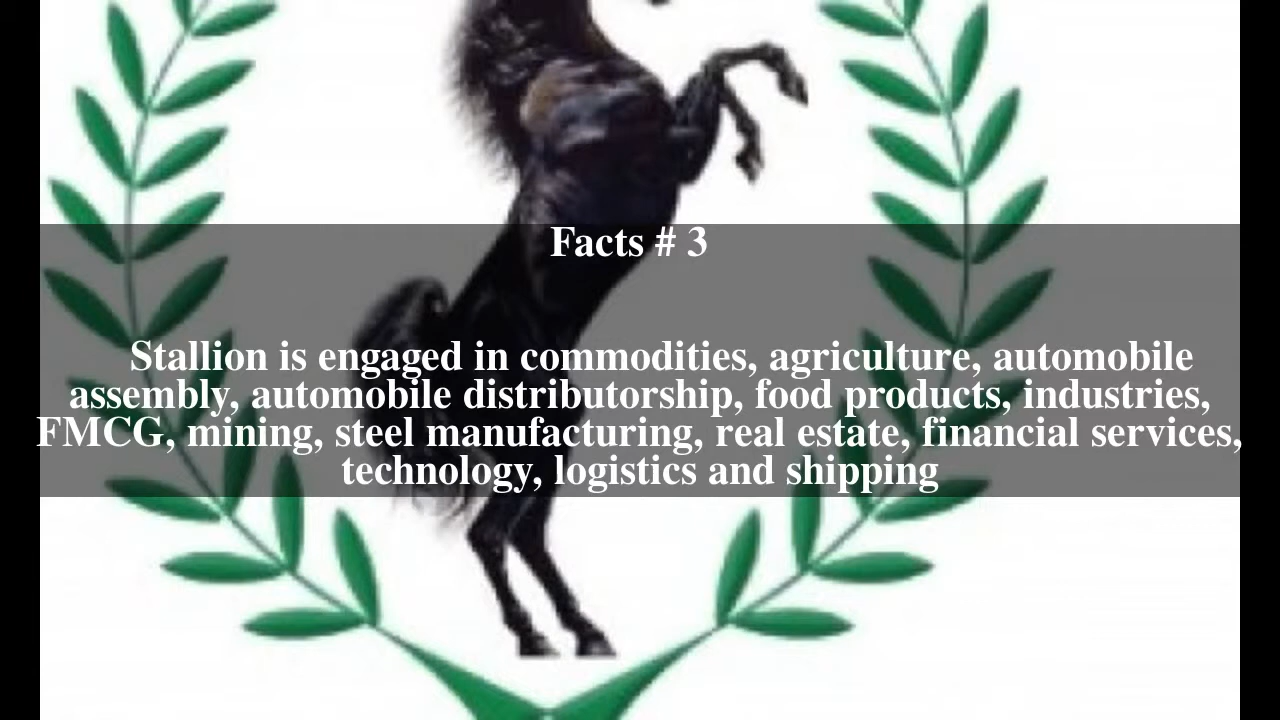 Facts # 3
Stallion is engaged in commodities, agriculture, automobile
assembly, automobile distributorship, food products, industries,
FMCG, mining, steel manufacturing, real estate, financial services,
technology, logistics and shipping